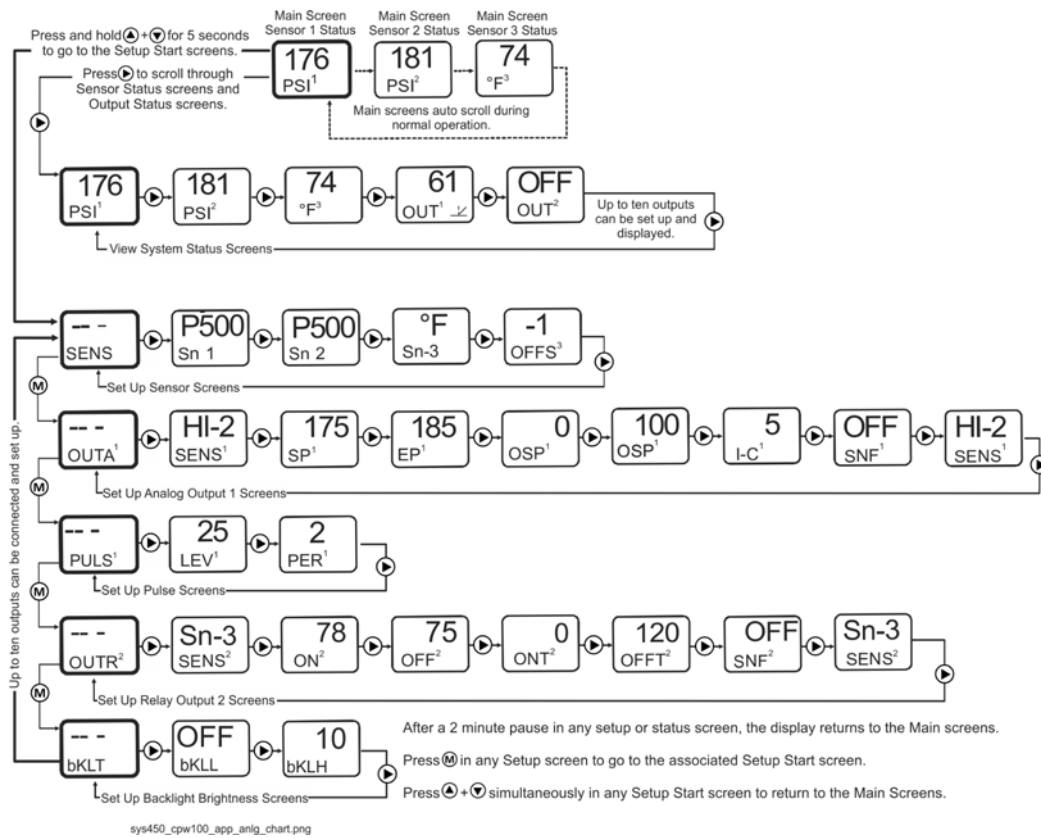 Main Screen Sensor 1 Status
Main Screen Sensor 2 Status
Main Screen Sensor 3 Status
Press and hold ▲+▼ for 5 seconds
to go to the Setup Start screens.
176
PSI¹
181
PSI²
74
°F³
Press ▶ to scroll through
Sensor Status screens and
Output Status screens.
Main screens auto scroll during
normal operation.
176
PSI¹
181
PSI²
74
°F³
61
OUT¹
OFF
OUT²
Up to ten outputs
can be set up and
displayed.
View System Status Screens
-- -
SENS
P500
Sn 1
P500
Sn 2
°F
Sn-3
-1
OFFS³
Set Up Sensor Screens
M
Up to ten outputs can be connected and set up.
-- -
OUTA¹
HI-2
SENS¹
175
SP¹
185
EP¹
0
OSP¹
100
OSP¹
5
I-C¹
OFF
SNF¹
HI-2
SENS¹
Set Up Analog Output 1 Screens
M
-- -
PULS¹
25
LEV¹
2
PER¹
Set Up Pulse Screens
M
-- -
OUTR²
Sn-3
SENS²
78
ON²
75
OFF²
0
ONT²
120
OFFT²
OFF
SNF²
Sn-3
SENS²
Set Up Relay Output 2 Screens
M
-- -
bKLT
OFF
bKLL
10
bKLH
Set Up Backlight Brightness Screens
After a 2 minute pause in any setup or status screen, the display returns to the Main screens.
Press M in any Setup screen to go to the associated Setup Start screen.
Press ▲+▼ simultaneously in any Setup Start screen to return to the Main Screens.
sys450_cpw100_app_anlg_chart.png